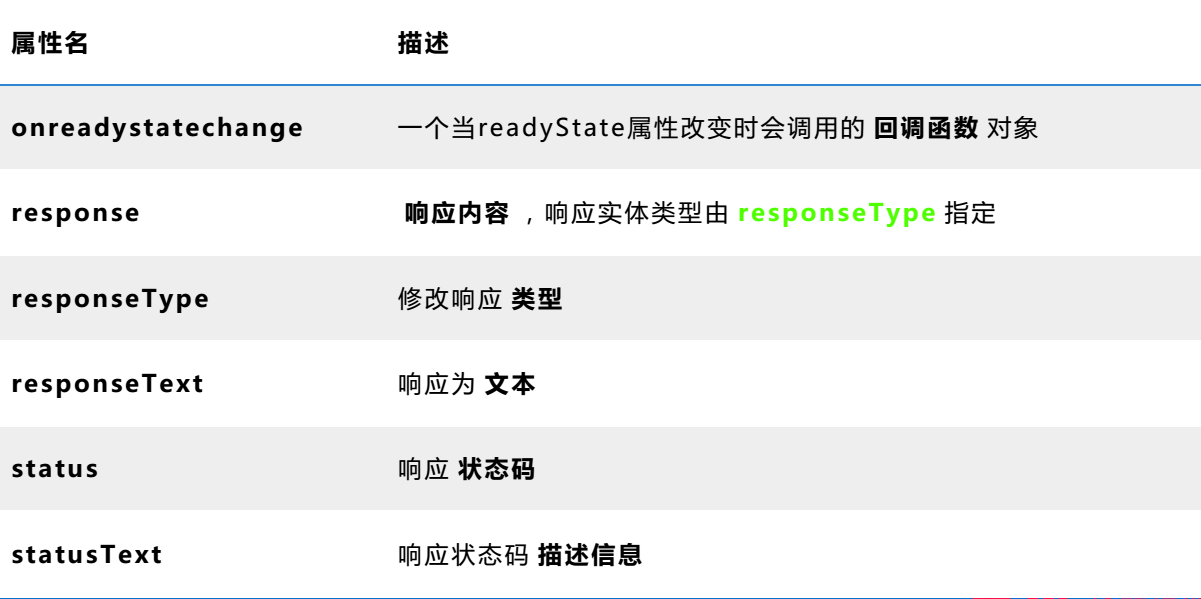 属性名 描述
onreadystatechange 一个当readyState属性改变时会调用的 回调函数 对象
response 响应内容 ，响应实体类型由 responseType 指定
responseType 修改响应 类型
responseText 响应为 文本
status 响应 状态码
statusText 响应状态码 描述信息